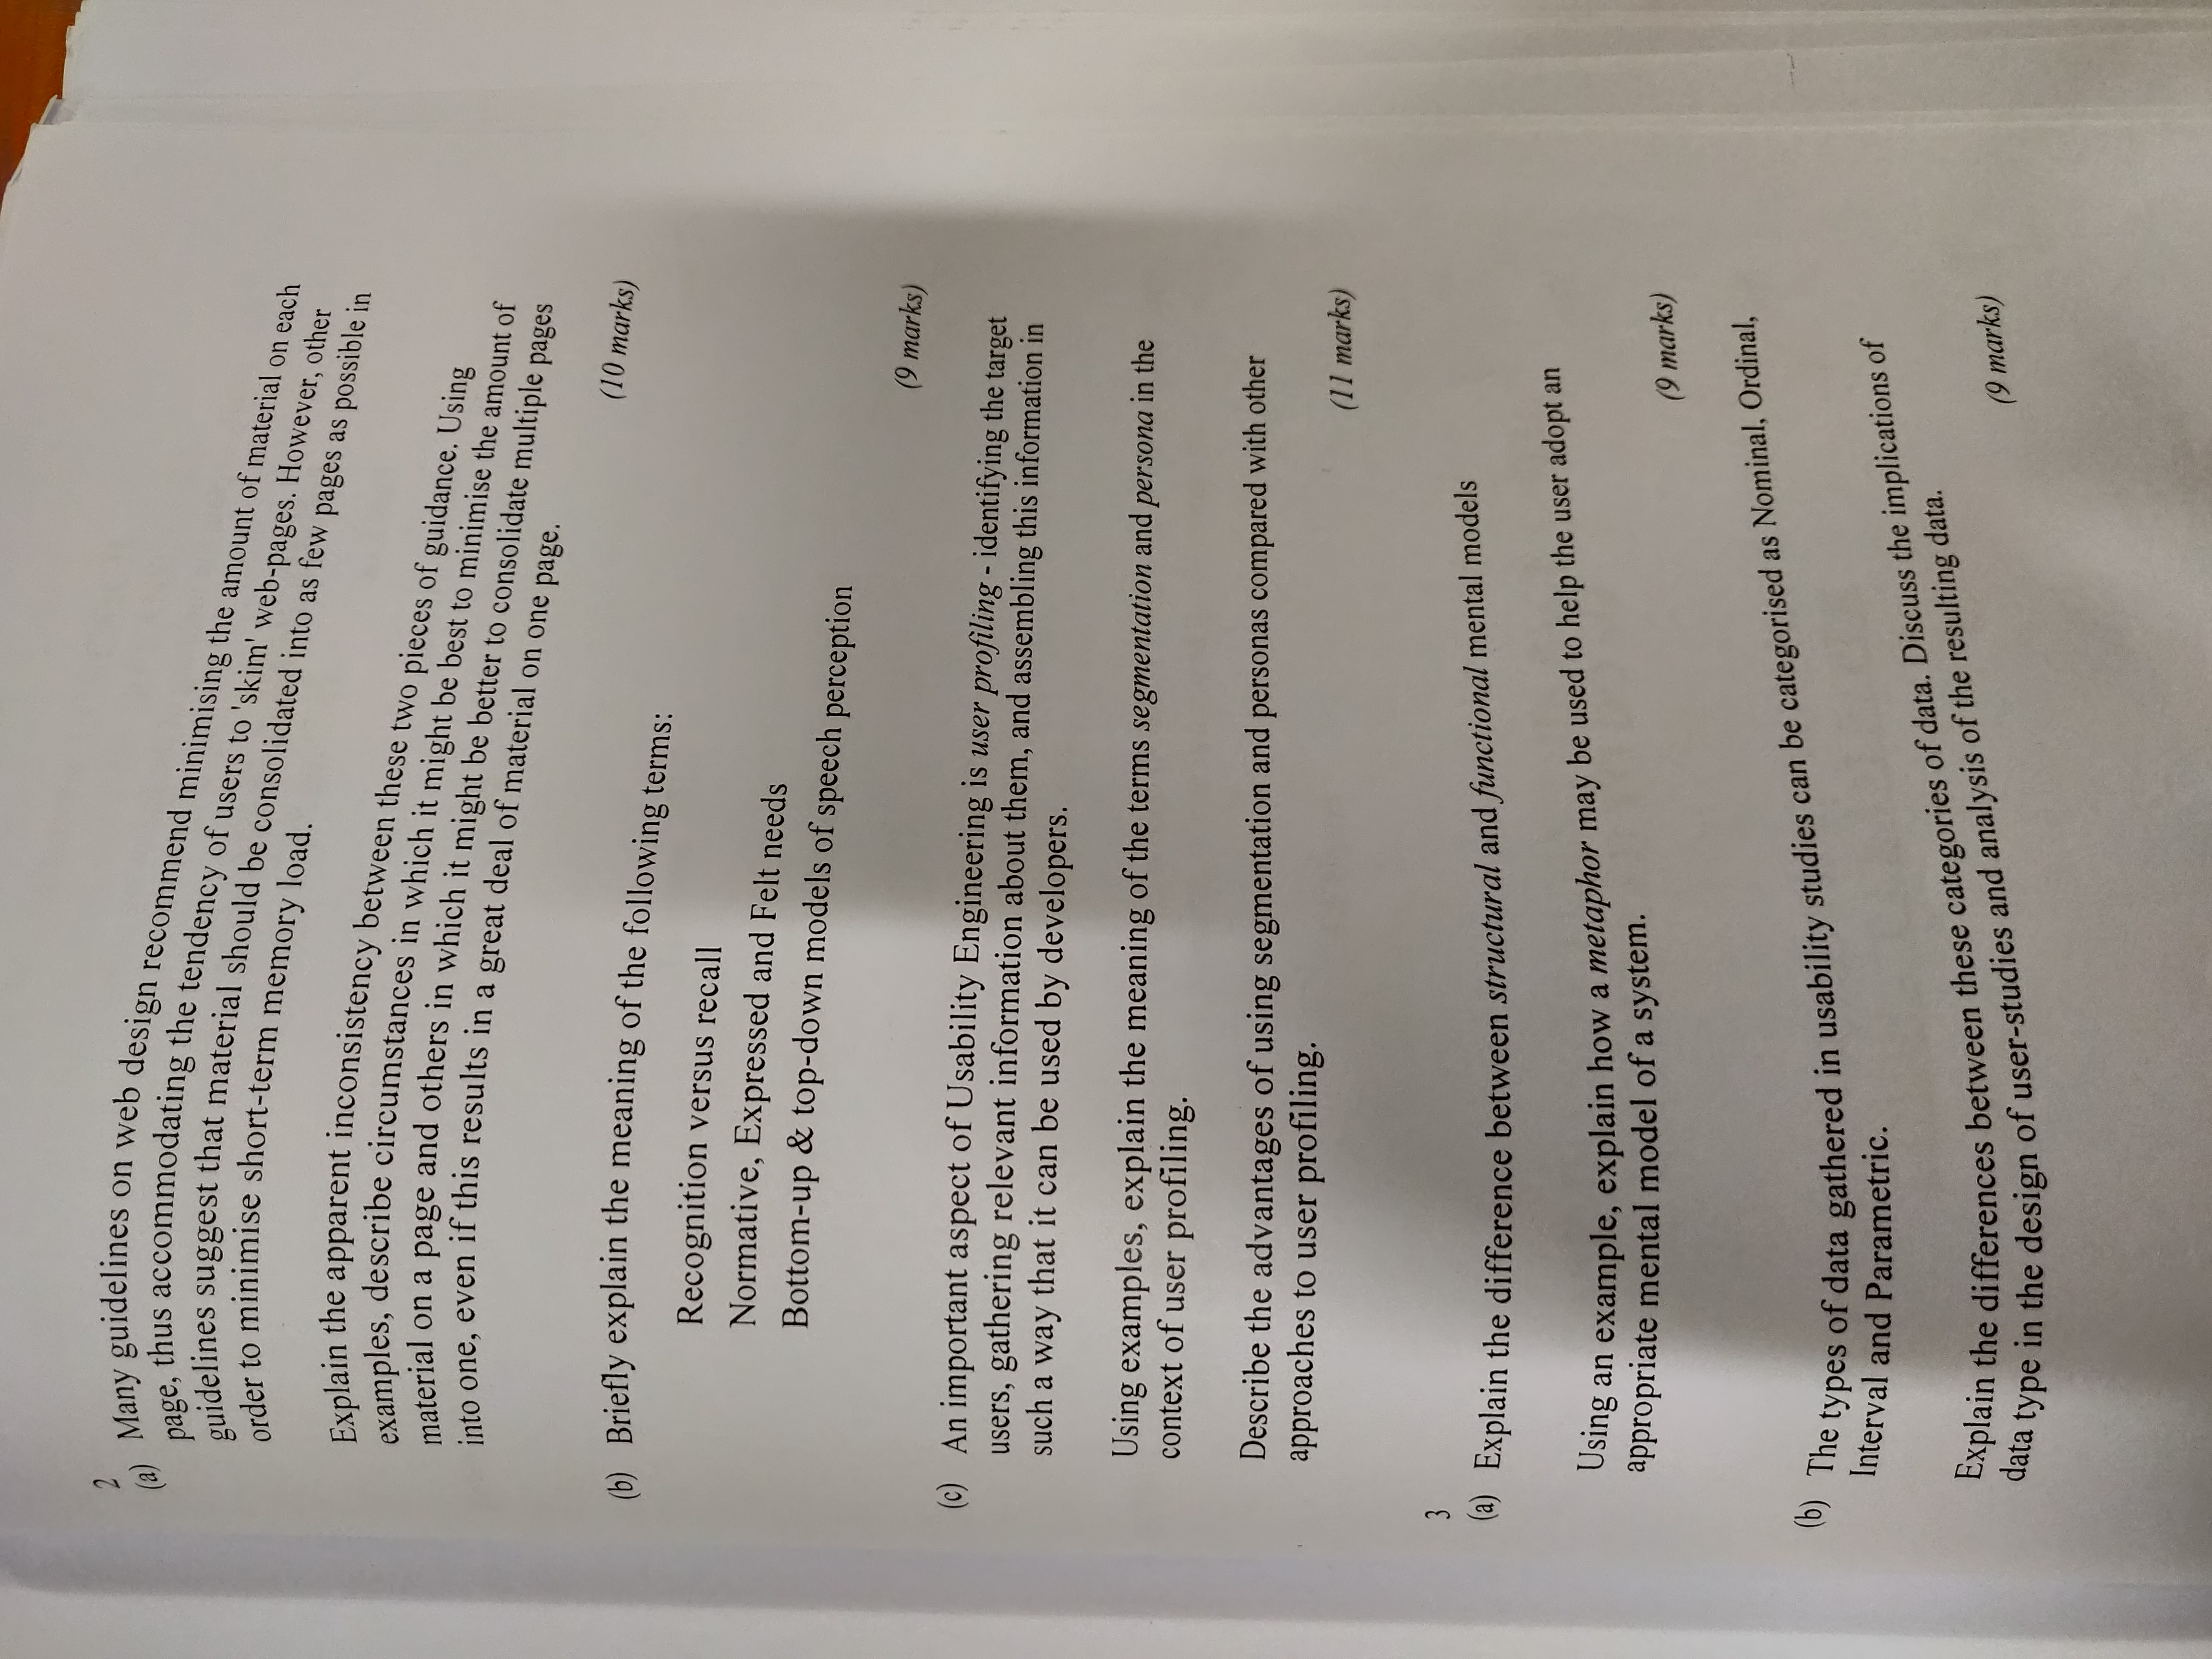 2
(a) Many guidelines on web design recommend minimising the amount of material on each
page, thus accommodating the tendency of users to 'skim' web-pages. However, other
guidelines suggest that material should be consolidated into as few pages as possible in
order to minimise short-term memory load.
Explain the apparent inconsistency between these two pieces of guidance. Using
examples, describe circumstances in which it might be best to minimise the amount of
material on a page and others in which it might be better to consolidate multiple pages
into one, even if this results in a great deal of material on one page.
(10 marks)
(b) Briefly explain the meaning of the following terms:
Recognition versus recall
Normative, Expressed and Felt needs
Bottom-up & top-down models of speech perception
(9 marks)
(c) An important aspect of Usability Engineering is user profiling - identifying the target
users, gathering relevant information about them, and assembling this information in
such a way that it can be used by developers.
Using examples, explain the meaning of the terms segmentation and persona in the
context of user profiling.
Describe the advantages of using segmentation and personas compared with other
approaches to user profiling.
(11 marks)
3
(a) Explain the difference between structural and functional mental models
Using an example, explain how a metaphor may be used to help the user adopt an
appropriate mental model of a system.
(9 marks)
(b) The types of data gathered in usability studies can be categorised as Nominal, Ordinal,
Interval and Parametric.
Explain the differences between these categories of data. Discuss the implications of
data type in the design of user-studies and analysis of the resulting data.
(9 marks)